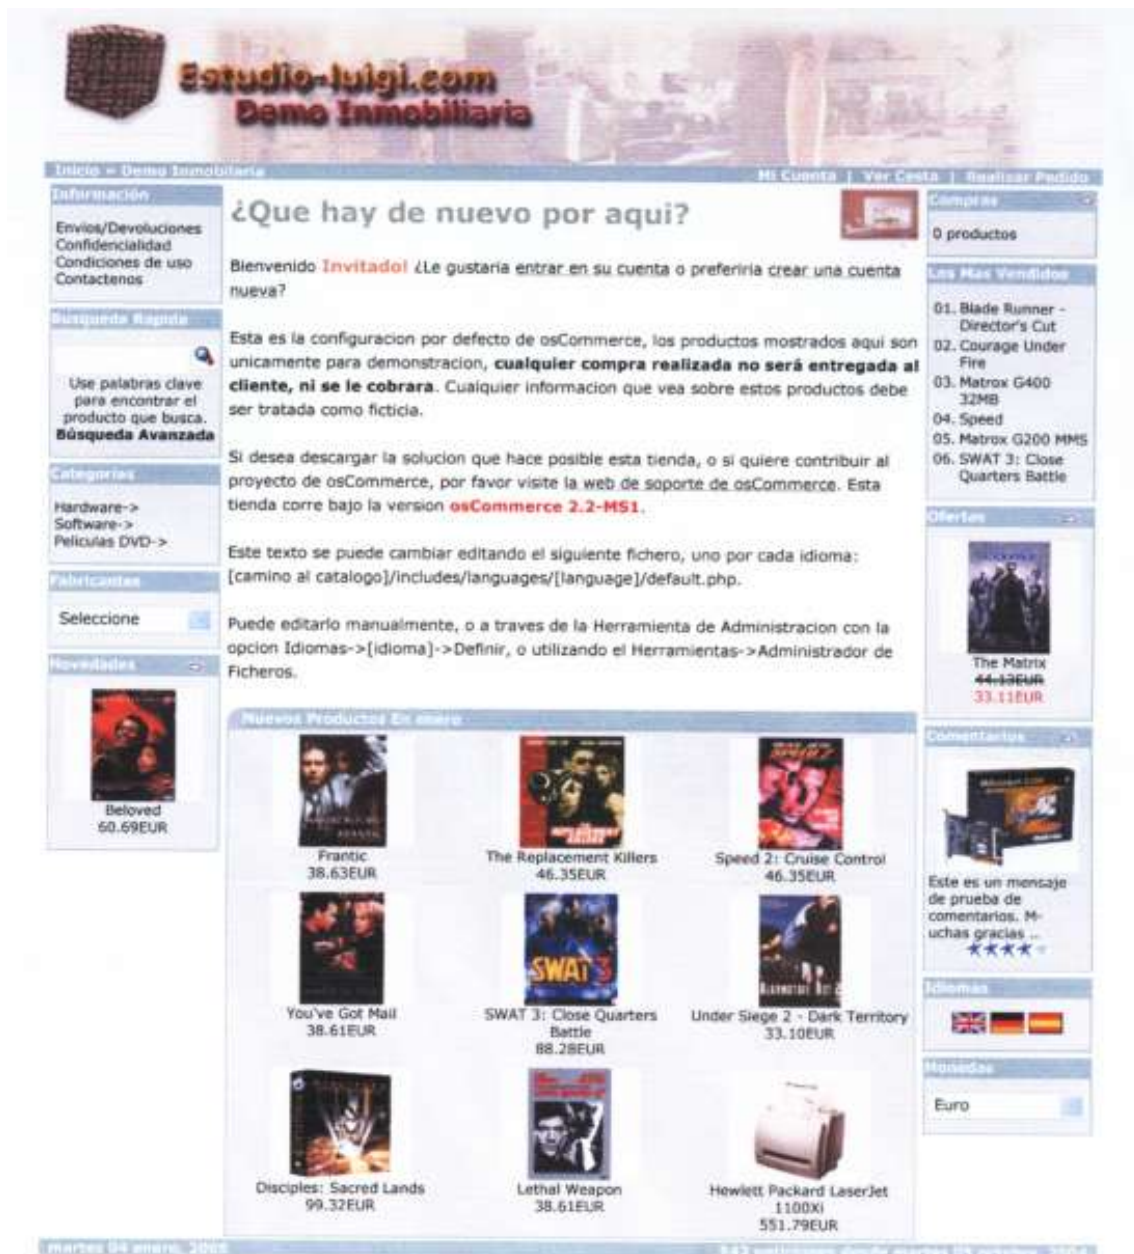 Estudio-luigi.com
Demo Inmobiliaria
Inicio » Demo Inmobilaria
Mi Cuenta | Ver Cesta | Realizar Pedido
Información
Envios/Devoluciones
Confidencialidad
Condiciones de uso
Contactenos
Busqueda Rapida
Use palabras clave
para encontrar el
producto que busca.
Búsqueda Avanzada
Categorias
Hardware->
Software->
Peliculas DVD->
Fabricantes
Seleccione
Novedades
Beloved
60.69EUR
¿Que hay de nuevo por aqui?
Bienvenido Invitado! ¿Le gustaria entrar en su cuenta o preferiria crear una cuenta
nueva?
Esta es la configuracion por defecto de osCommerce, los productos mostrados aqui son
unicamente para demonstracion, cualquier compra realizada no será entregada al
cliente, ni se le cobrara. Cualquier informacion que vea sobre estos productos debe
ser tratada como ficticia.
Si desea descargar la solucion que hace posible esta tienda, o si quiere contribuir al
proyecto de osCommerce, por favor visite la web de soporte de osCommerce. Esta
tienda corre bajo la version osCommerce 2.2-MS1.
Este texto se puede cambiar editando el siguiente fichero, uno por cada idioma:
[camino al catalogo]/includes/languages/[language]/default.php.
Puede editarlo manualmente, o a traves de la Herramienta de Administracion con la
opcion Idiomas->[idioma]->Definir, o utilizando el Herramientas->Administrador de
Ficheros.
Nuevos Productos En enero
Frantic
38.63EUR
The Replacement Killers
46.35EUR
Speed 2: Cruise Control
46.35EUR
You've Got Mail
38.61EUR
SWAT 3
SWAT 3: Close Quarters
Battle
88.28EUR
Under Siege 2 - Dark Territory
33.10EUR
Disciples: Sacred Lands
99.32EUR
Lethal Weapon
38.61EUR
Hewlett Packard LaserJet
1100Xi
551.79EUR
Compras
0 productos
Los Mas Vendidos
01. Blade Runner -
Director's Cut
02. Courage Under
Fire
03. Matrox G400
32MB
04. Speed
05. Matrox G200 MMS
06. SWAT 3: Close
Quarters Battle
Ofertas
The Matrix
44.13EUR
33.11EUR
Comentarios
Este es un mensaje
de prueba de
comentarios. M-
uchas gracias ..
Idiomas
Monedas
Euro
martes 04 enero, 2005